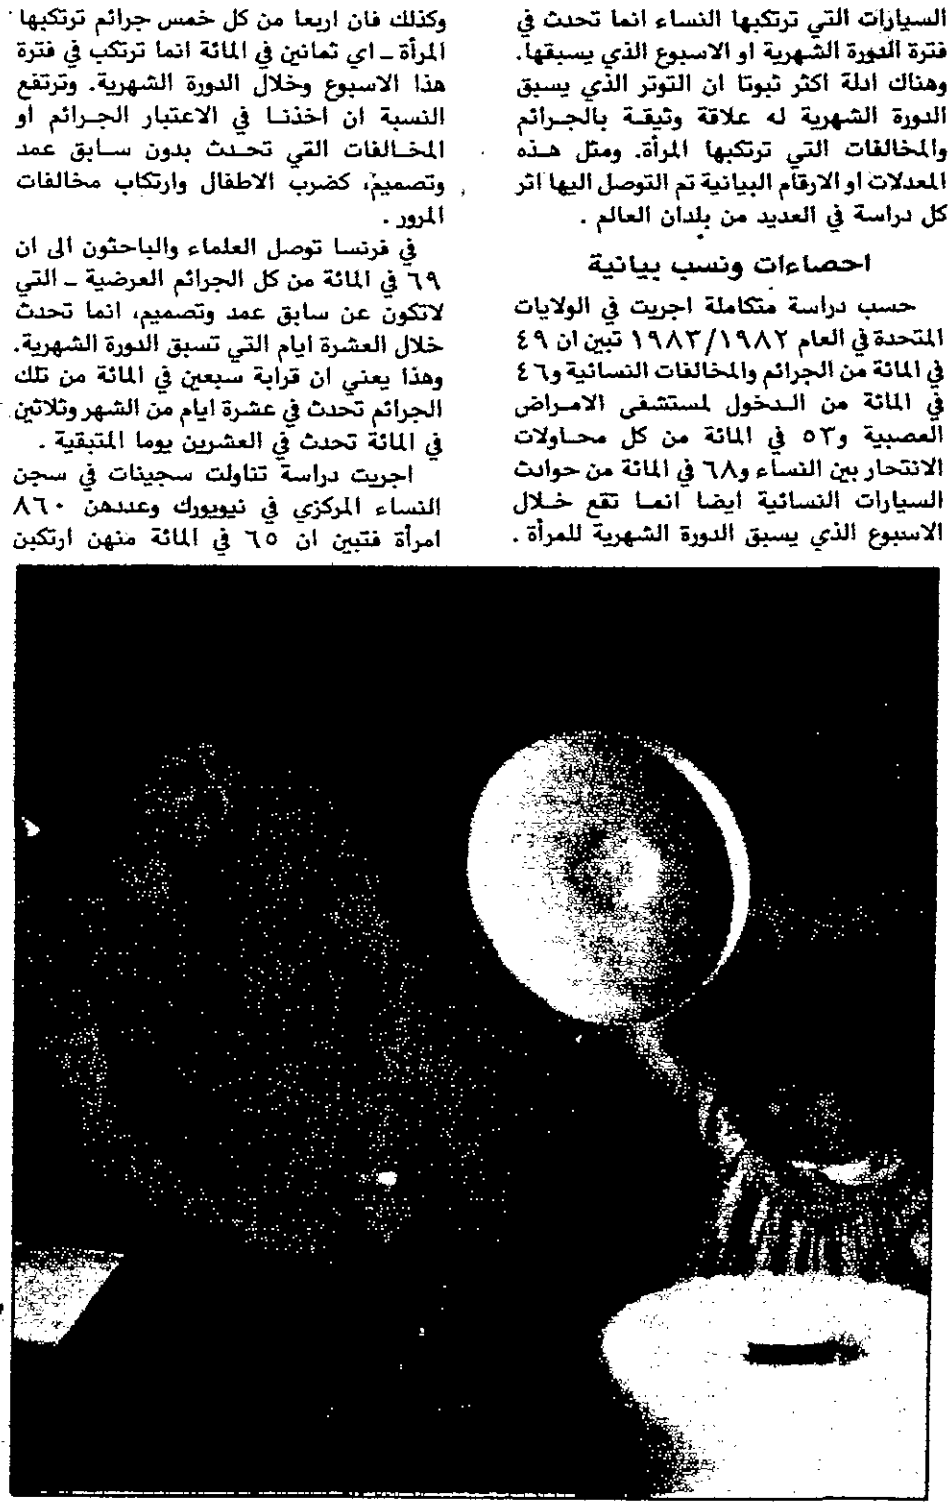 السيارات التي ترتكبها النساء انما تحدث في
فترة الدورة الشهرية او الاسبوع الذي يسبقها.
وهناك ادلة اكثر ثبوتا ان التوتر الذي يسبق
الدورة الشهرية له علاقة وثيقة بالجرائم
والمخالفات التي ترتكبها المرأة. ومثل هذه
المعدلات او الارقام البيانية تم التوصل اليها اثر
كل دراسة في العديد من بلدان العالم .
احصاءات ونسب بيانية
حسب دراسة متكاملة اجريت في الولايات
المتحدة في العام ١٩٨٣/١٩٨٢ تبين ان ٤٩
في المائة من الجرائم والمخالفات النسائية و٤٦
في المائة من الدخول لمستشفى الامراض
العصبية و٥٣ في المائة من كل محاولات
الانتحار بين النساء و٦٨ في المائة من حوادث
السيارات النسائية ايضا انما تقع خلال
الاسبوع الذي يسبق الدورة الشهرية للمرأة .
وكذلك فان اربعا من كل خمس جرائم ترتكبها
المرأة ـ اي ثمانين في المائة انما ترتكب في فترة
هذا الاسبوع وخلال الدورة الشهرية. وترتفع
النسبة ان اخذنا في الاعتبار الجرائم او
المخالفات التي تحدث بدون سابق عمد
وتصميم، كضرب الاطفال وارتكاب مخالفات
المرور .
في فرنسا توصل العلماء والباحثون الى ان
٦٩ في المائة من كل الجرائم العرضية ـ التي
لاتكون عن سابق عمد وتصميم، انما تحدث
خلال العشرة ايام التي تسبق الدورة الشهرية.
وهذا يعني ان قرابة سبعين في المائة من تلك
الجرائم تحدث في عشرة ايام من الشهر وثلاثين
في المائة تحدث في العشرين يوما المتبقية .
اجريت دراسة تناولت سجينات في سجن
النساء المركزي في نيويورك وعددهن ٨٦٠
امرأة فتبين ان ٦٥ في المائة منهن ارتكبن